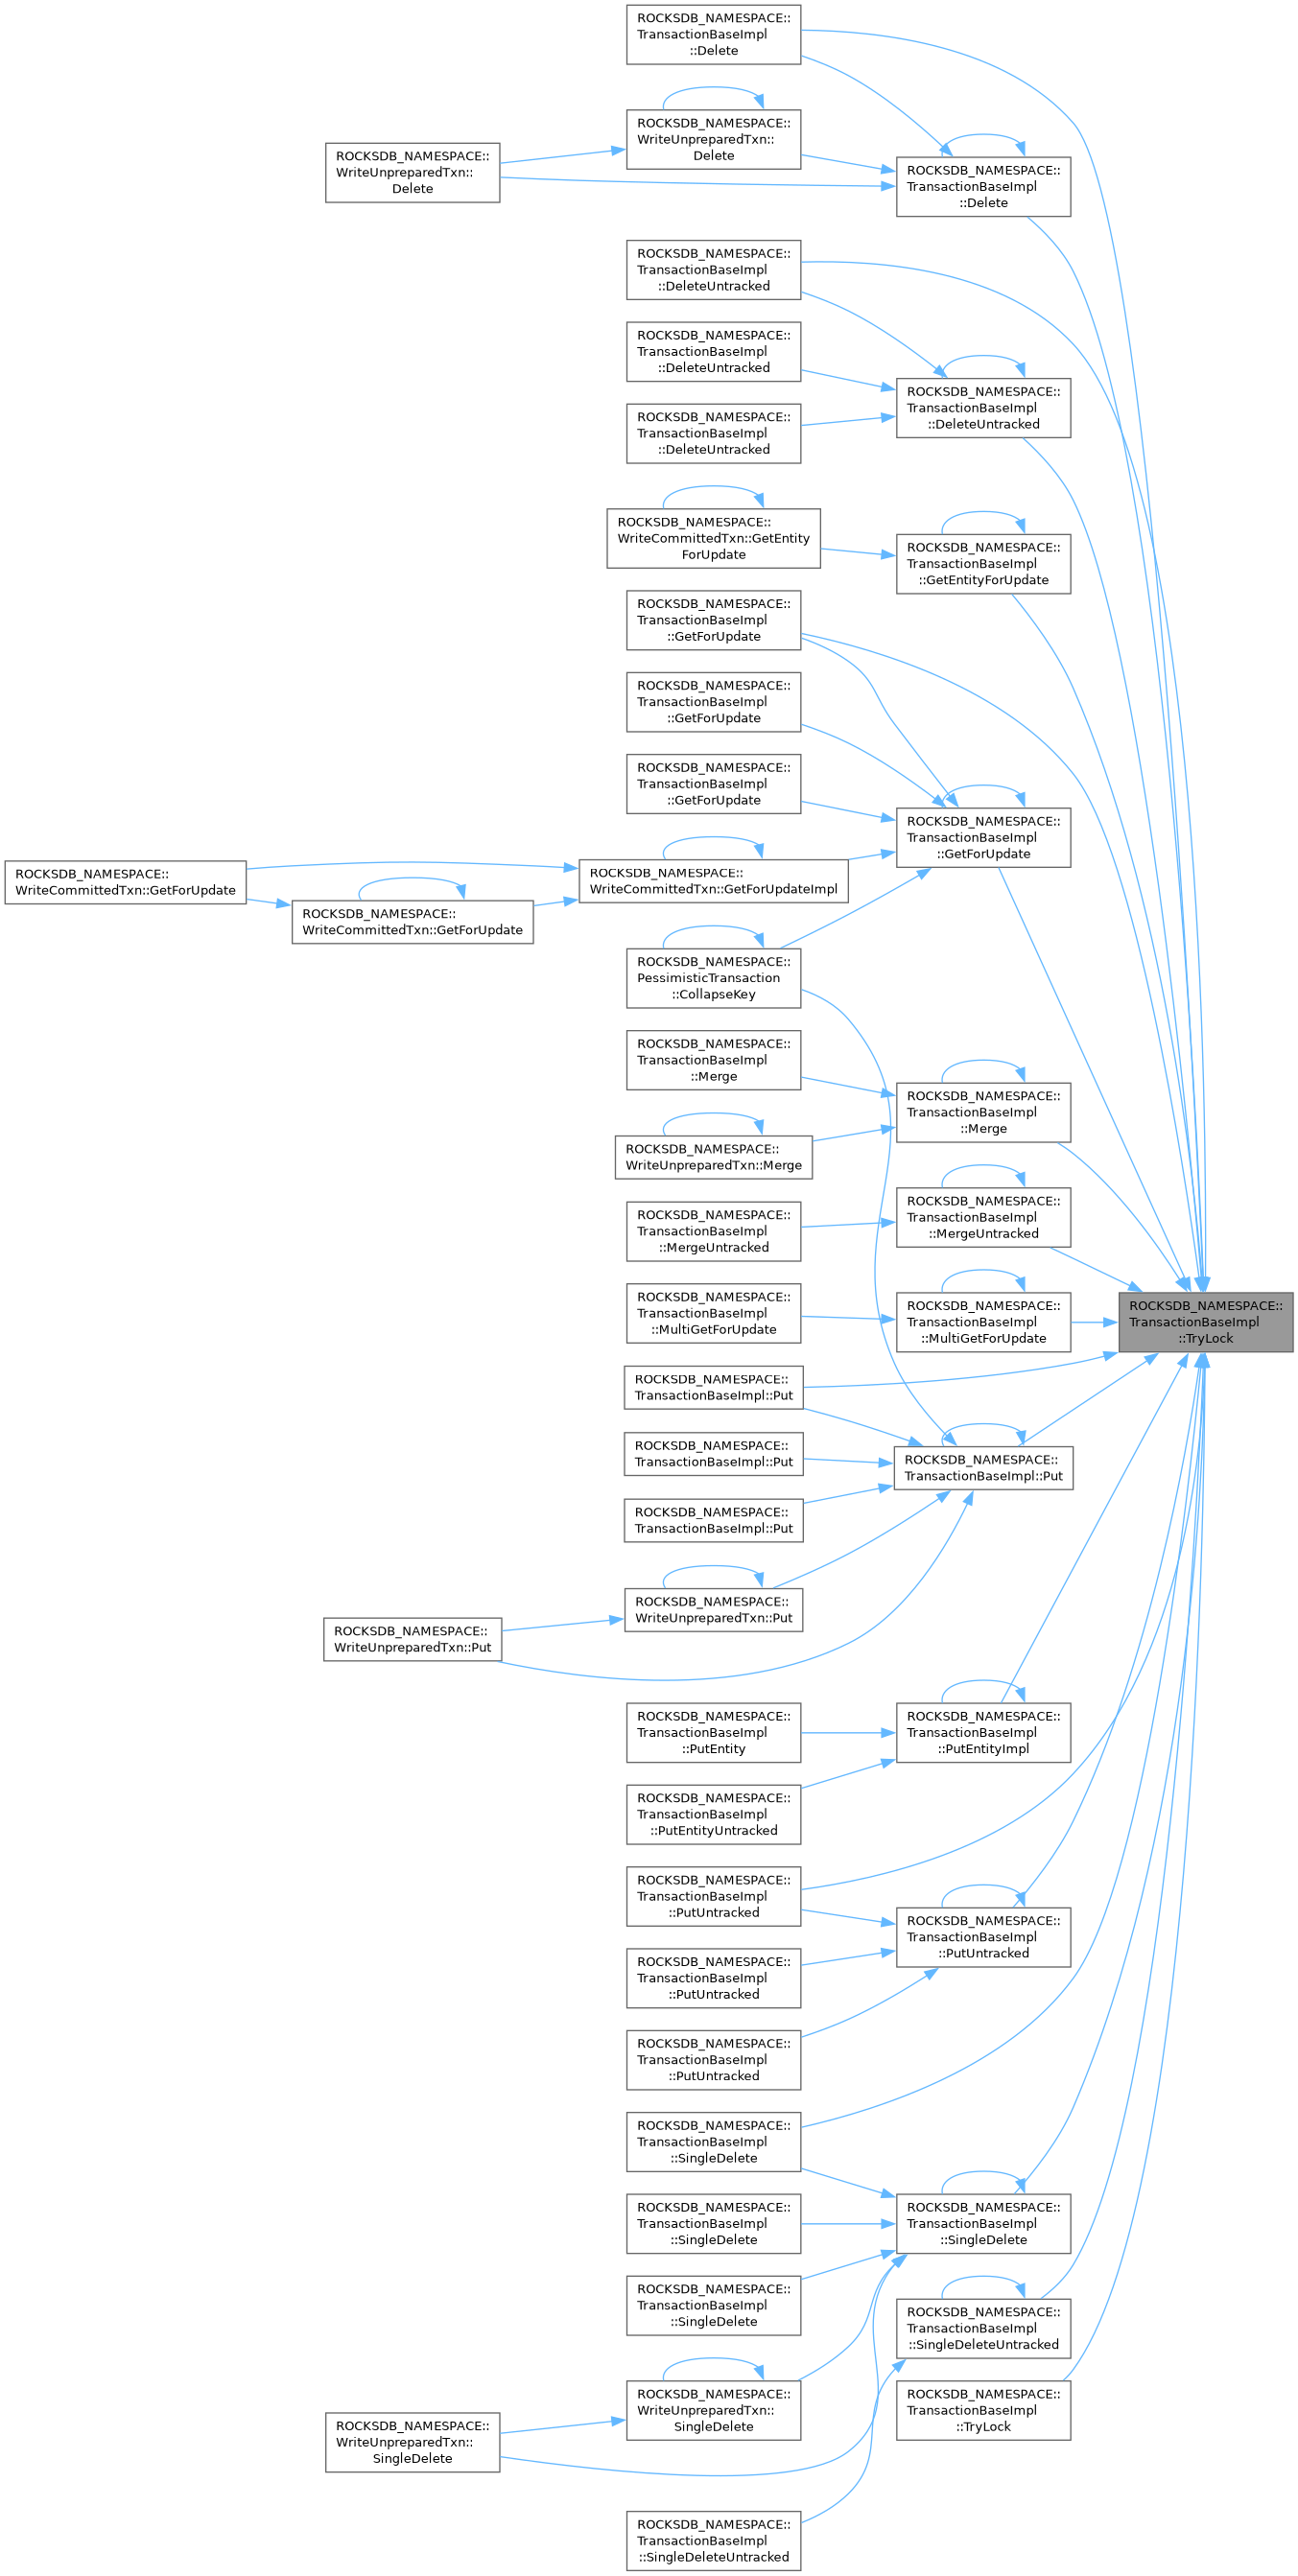 ROCKSDB_NAMESPACE::
TransactionBaseImpl
::Delete
ROCKSDB_NAMESPACE::
WriteUnpreparedTxn::
Delete
ROCKSDB_NAMESPACE::
WriteUnpreparedTxn::
Delete
ROCKSDB_NAMESPACE::
TransactionBaseImpl
::Delete
ROCKSDB_NAMESPACE::
TransactionBaseImpl
::DeleteUntracked
ROCKSDB_NAMESPACE::
TransactionBaseImpl
::DeleteUntracked
ROCKSDB_NAMESPACE::
TransactionBaseImpl
::DeleteUntracked
ROCKSDB_NAMESPACE::
TransactionBaseImpl
::DeleteUntracked
ROCKSDB_NAMESPACE::
WriteCommittedTxn::GetEntity
ForUpdate
ROCKSDB_NAMESPACE::
TransactionBaseImpl
::GetEntityForUpdate
ROCKSDB_NAMESPACE::
TransactionBaseImpl
::GetForUpdate
ROCKSDB_NAMESPACE::
TransactionBaseImpl
::GetForUpdate
ROCKSDB_NAMESPACE::
TransactionBaseImpl
::GetForUpdate
ROCKSDB_NAMESPACE::
TransactionBaseImpl
::GetForUpdate
ROCKSDB_NAMESPACE::
WriteCommittedTxn::GetForUpdate
ROCKSDB_NAMESPACE::
WriteCommittedTxn::GetForUpdateImpl
ROCKSDB_NAMESPACE::
WriteCommittedTxn::GetForUpdate
ROCKSDB_NAMESPACE::
PessimisticTransaction
::CollapseKey
ROCKSDB_NAMESPACE::
TransactionBaseImpl
::Merge
ROCKSDB_NAMESPACE::
TransactionBaseImpl
::Merge
ROCKSDB_NAMESPACE::
WriteUnpreparedTxn::Merge
ROCKSDB_NAMESPACE::
TransactionBaseImpl
::MergeUntracked
ROCKSDB_NAMESPACE::
TransactionBaseImpl
::MergeUntracked
ROCKSDB_NAMESPACE::
TransactionBaseImpl
::MultiGetForUpdate
ROCKSDB_NAMESPACE::
TransactionBaseImpl
::MultiGetForUpdate
ROCKSDB_NAMESPACE::
TransactionBaseImpl
::TryLock
ROCKSDB_NAMESPACE::
TransactionBaseImpl::Put
ROCKSDB_NAMESPACE::
TransactionBaseImpl::Put
ROCKSDB_NAMESPACE::
TransactionBaseImpl::Put
ROCKSDB_NAMESPACE::
TransactionBaseImpl::Put
ROCKSDB_NAMESPACE::
WriteUnpreparedTxn::Put
ROCKSDB_NAMESPACE::
WriteUnpreparedTxn::Put
ROCKSDB_NAMESPACE::
TransactionBaseImpl
::PutEntity
ROCKSDB_NAMESPACE::
TransactionBaseImpl
::PutEntityImpl
ROCKSDB_NAMESPACE::
TransactionBaseImpl
::PutEntityUntracked
ROCKSDB_NAMESPACE::
TransactionBaseImpl
::PutUntracked
ROCKSDB_NAMESPACE::
TransactionBaseImpl
::PutUntracked
ROCKSDB_NAMESPACE::
TransactionBaseImpl
::PutUntracked
ROCKSDB_NAMESPACE::
TransactionBaseImpl
::PutUntracked
ROCKSDB_NAMESPACE::
TransactionBaseImpl
::SingleDelete
ROCKSDB_NAMESPACE::
TransactionBaseImpl
::SingleDelete
ROCKSDB_NAMESPACE::
TransactionBaseImpl
::SingleDelete
ROCKSDB_NAMESPACE::
TransactionBaseImpl
::SingleDelete
ROCKSDB_NAMESPACE::
TransactionBaseImpl
::SingleDeleteUntracked
ROCKSDB_NAMESPACE::
WriteUnpreparedTxn::
SingleDelete
ROCKSDB_NAMESPACE::
TransactionBaseImpl
::TryLock
ROCKSDB_NAMESPACE::
WriteUnpreparedTxn::
SingleDelete
ROCKSDB_NAMESPACE::
TransactionBaseImpl
::SingleDeleteUntracked